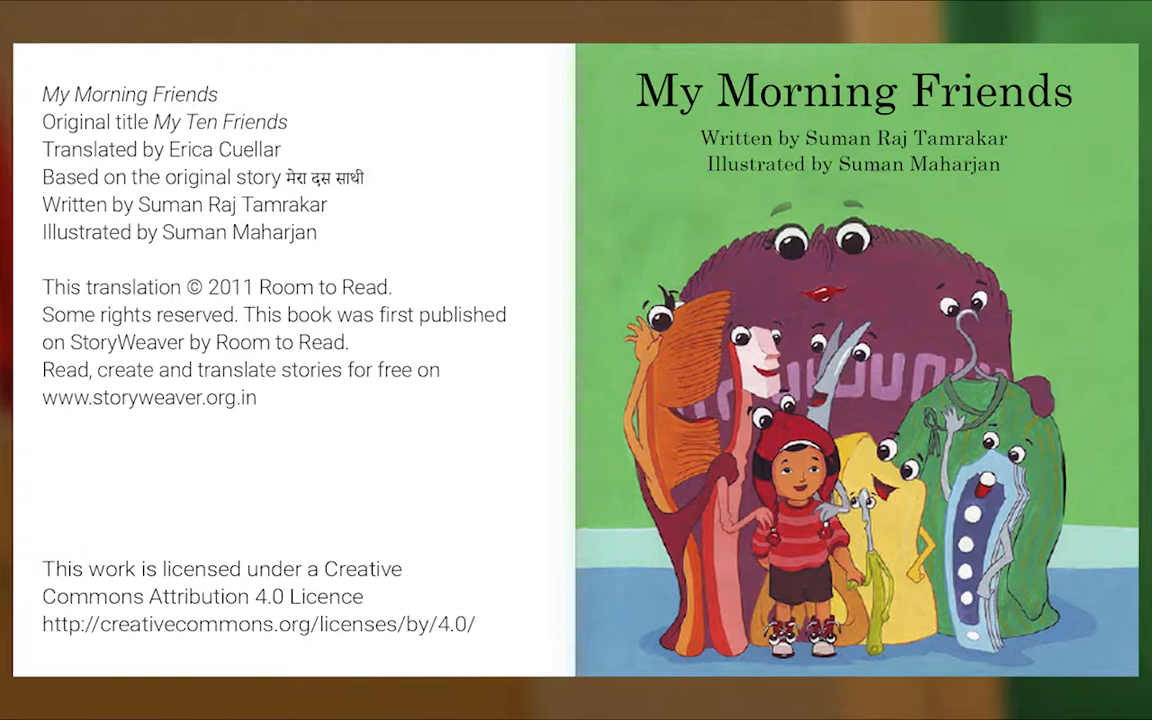 My Morning Friends
Original title My Ten Friends
Translated by Erica Cuellar
Based on the original story मेरा दस साथी
Written by Suman Raj Tamrakar
Illustrated by Suman Maharjan
This translation © 2011 Room to Read.
Some rights reserved. This book was first published
on StoryWeaver by Room to Read.
Read, create and translate stories for free on
www.storyweaver.org.in
This work is licensed under a Creative
Commons Attribution 4.0 Licence
http://creativecommons.org/licenses/by/4.0/
My Morning Friends
Written by Suman Raj Tamrakar
Illustrated by Suman Maharjan